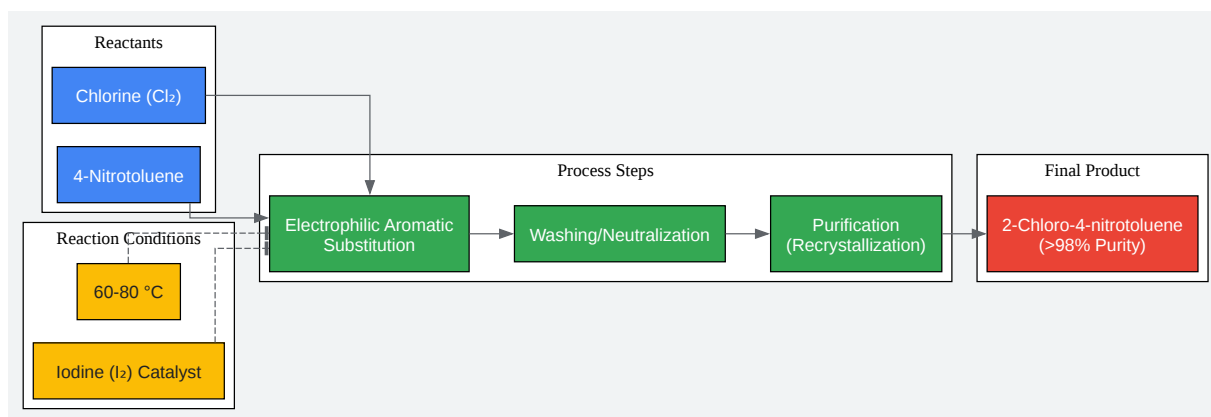 Reactants
Chlorine (Cl₂)
4-Nitrotoluene
Reaction Conditions
60-80 °C
Iodine (I₂) Catalyst
Process Steps
Electrophilic Aromatic
Substitution
Washing/Neutralization
Purification
(Recrystallization)
Final Product
2-Chloro-4-nitrotoluene
(>98% Purity)